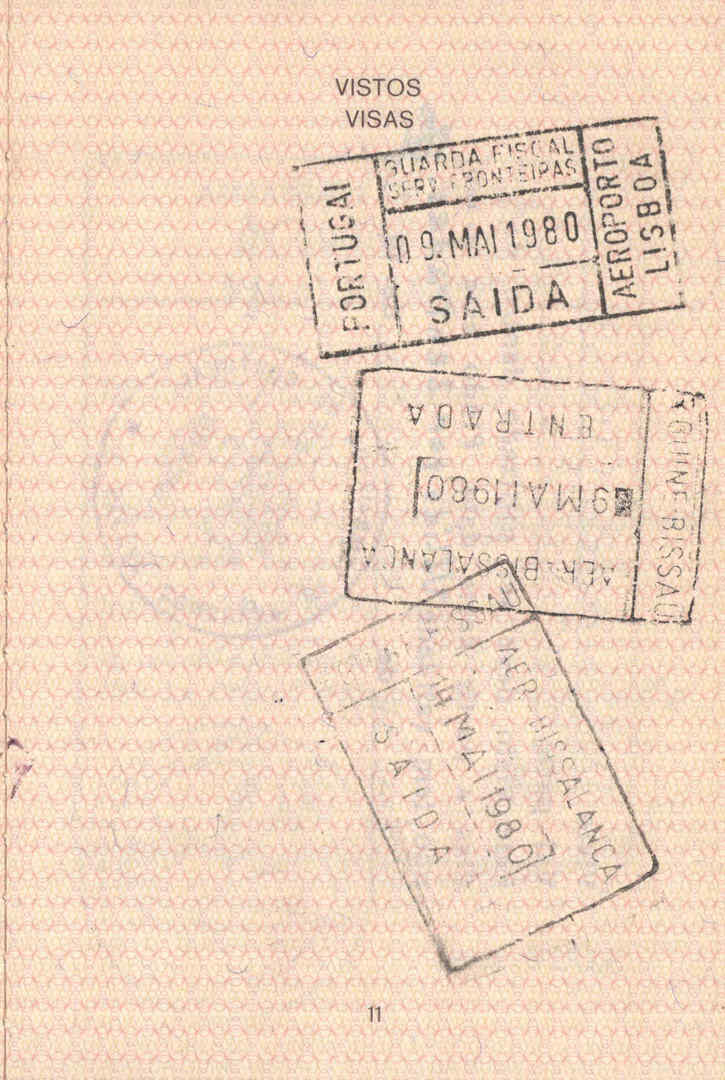 VISTOS
VISAS
PORTUGAL
GUARDA FISCAL
SERV. FRONTEIRAS
09. MAI 1980
SAIDA
AEROPORTO
LISBOA
ENTRADA
9 MAI 1980
AER. BISSALANCA
GUINE-BISSAU
AER. BISSALANCA
14 MAI 1980
SAIDA
11